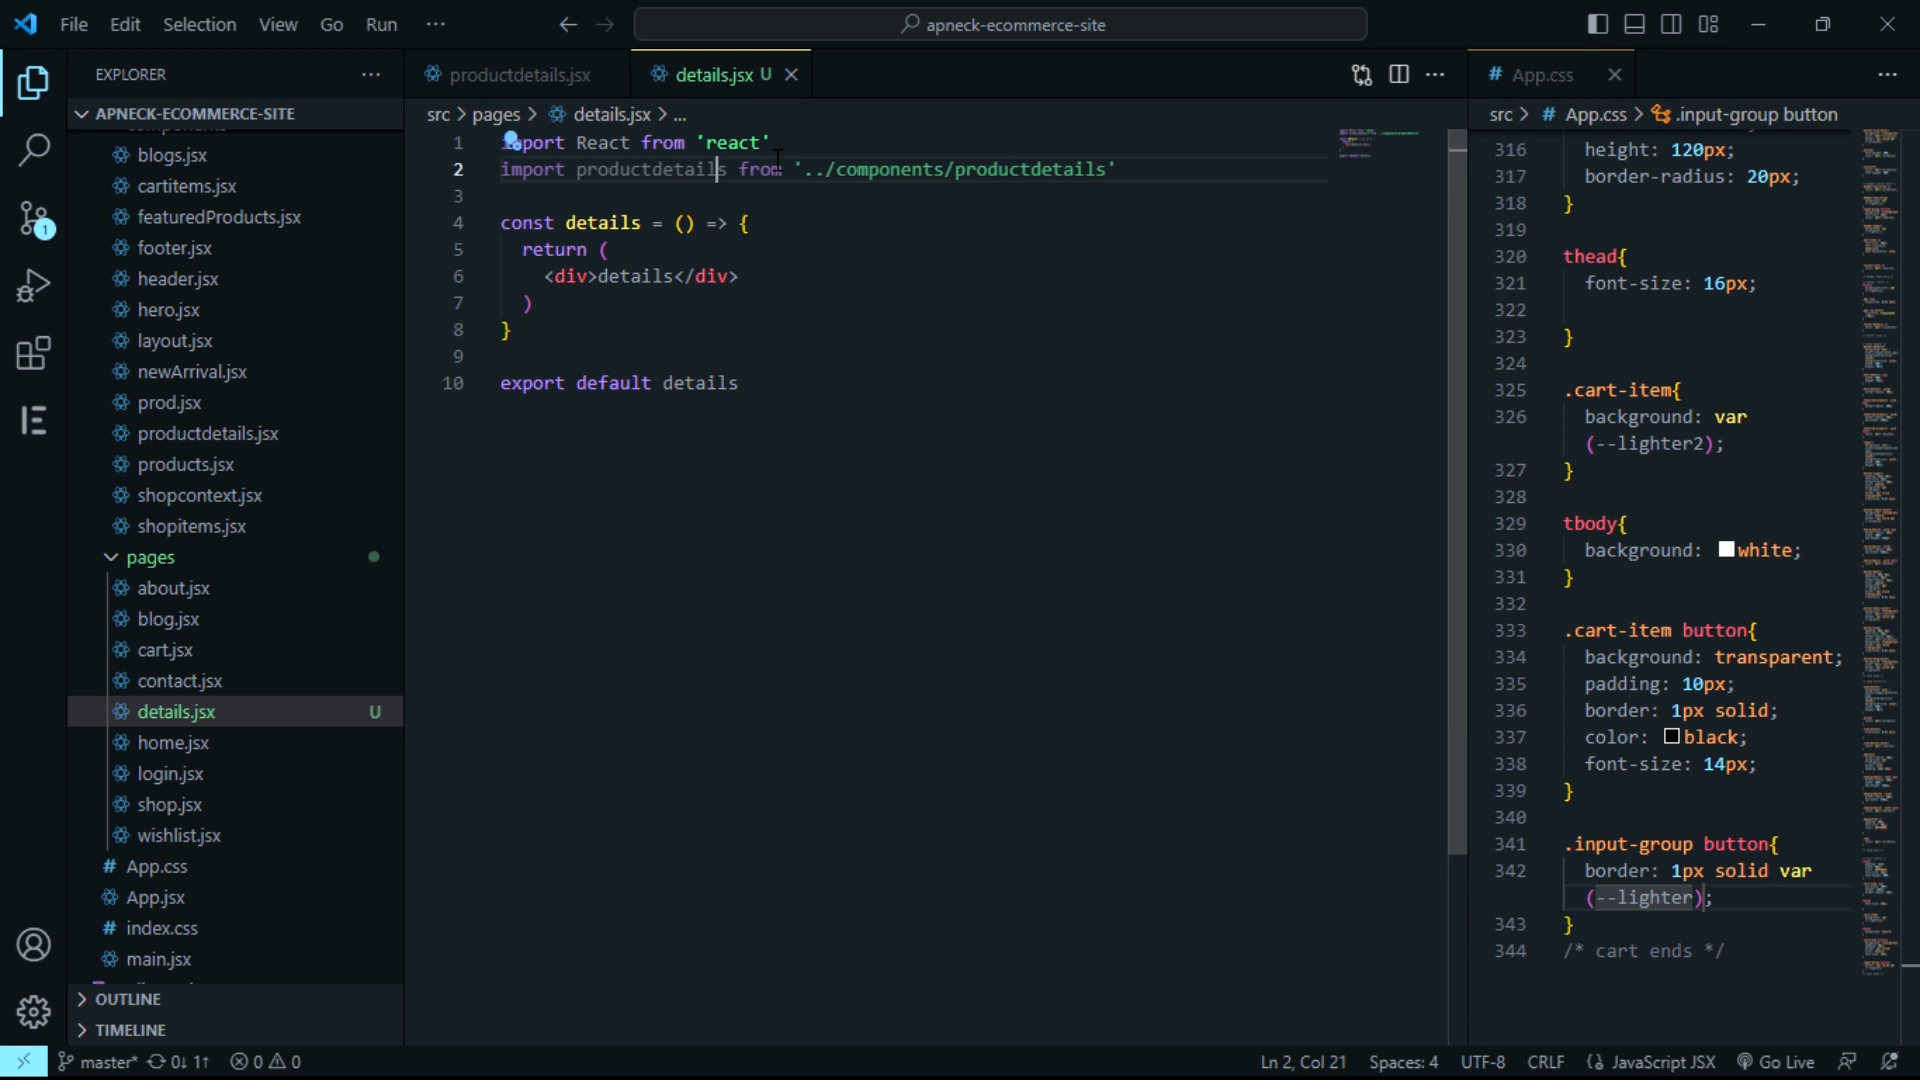 File Edit Selection View Go Run ···
apneck-ecommerce-site
EXPLORER ···
APNECK-ECOMMERCE-SITE
components
blogs.jsx
cartitems.jsx
featuredProducts.jsx
footer.jsx
header.jsx
hero.jsx
layout.jsx
newArrival.jsx
prod.jsx
productdetails.jsx
products.jsx
shopcontext.jsx
shopitems.jsx
pages
about.jsx
blog.jsx
cart.jsx
contact.jsx
details.jsx U
home.jsx
login.jsx
shop.jsx
wishlist.jsx
# App.css
App.jsx
# index.css
main.jsx
OUTLINE
TIMELINE
productdetails.jsx
details.jsx U
src > pages > details.jsx > ...
1 import React from 'react'
2 import productdetails from '../components/productdetails'
3
4 const details = () => {
5 return (
6 <div>details</div>
7 )
8 }
9
10 export default details
# App.css
src > # App.css > .input-group button
316 height: 120px;
317 border-radius: 20px;
318 }
319
320 thead{
321 font-size: 16px;
322
323 }
324
325 .cart-item{
326 background: var
(--lighter2);
327 }
328
329 tbody{
330 background: white;
331 }
332
333 .cart-item button{
334 background: transparent;
335 padding: 10px;
336 border: 1px solid;
337 color: black;
338 font-size: 14px;
339 }
340
341 .input-group button{
342 border: 1px solid var
(--lighter);
343 }
344 /* cart ends */
1
master* 0↓ 1↑ 0 0
Ln 2, Col 21 Spaces: 4 UTF-8 CRLF {} JavaScript JSX Go Live